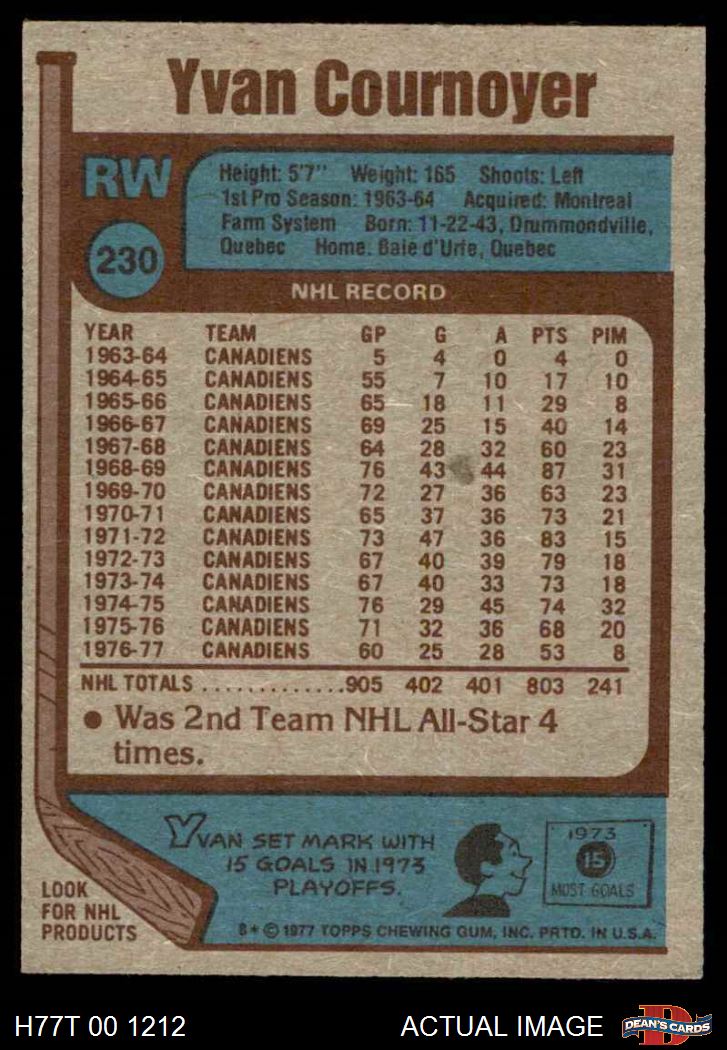 Yvan Cournoyer
RW
230
Height: 5'7" Weight: 165 Shoots: Left
1st Pro Season: 1963-64 Acquired: Montreal
Farm System Born: 11-22-43, Drummondville,
Quebec Home: Baie d'Urfe, Quebec
NHL RECORD
YEAR TEAM GP G A PTS PIM
1963-64 CANADIENS 5 4 0 4 0
1964-65 CANADIENS 55 7 10 17 10
1965-66 CANADIENS 65 18 11 29 8
1966-67 CANADIENS 69 25 15 40 14
1967-68 CANADIENS 64 28 32 60 23
1968-69 CANADIENS 76 43 44 87 31
1969-70 CANADIENS 72 27 36 63 23
1970-71 CANADIENS 65 37 36 73 21
1971-72 CANADIENS 73 47 36 83 15
1972-73 CANADIENS 67 40 39 79 18
1973-74 CANADIENS 67 40 33 73 18
1974-75 CANADIENS 76 29 45 74 32
1975-76 CANADIENS 71 32 36 68 20
1976-77 CANADIENS 60 25 28 53 8
NHL TOTALS .............905 402 401 803 241
• Was 2nd Team NHL All-Star 4
times.
YVAN SET MARK WITH
15 GOALS IN 1973
PLAYOFFS.
1973
15
MOST GOALS
LOOK
FOR NHL
PRODUCTS
B* © 1977 TOPPS CHEWING GUM, INC. PRTD. IN U.S.A.
H77T 00 1212 ACTUAL IMAGE
D
DEAN'S CARDS